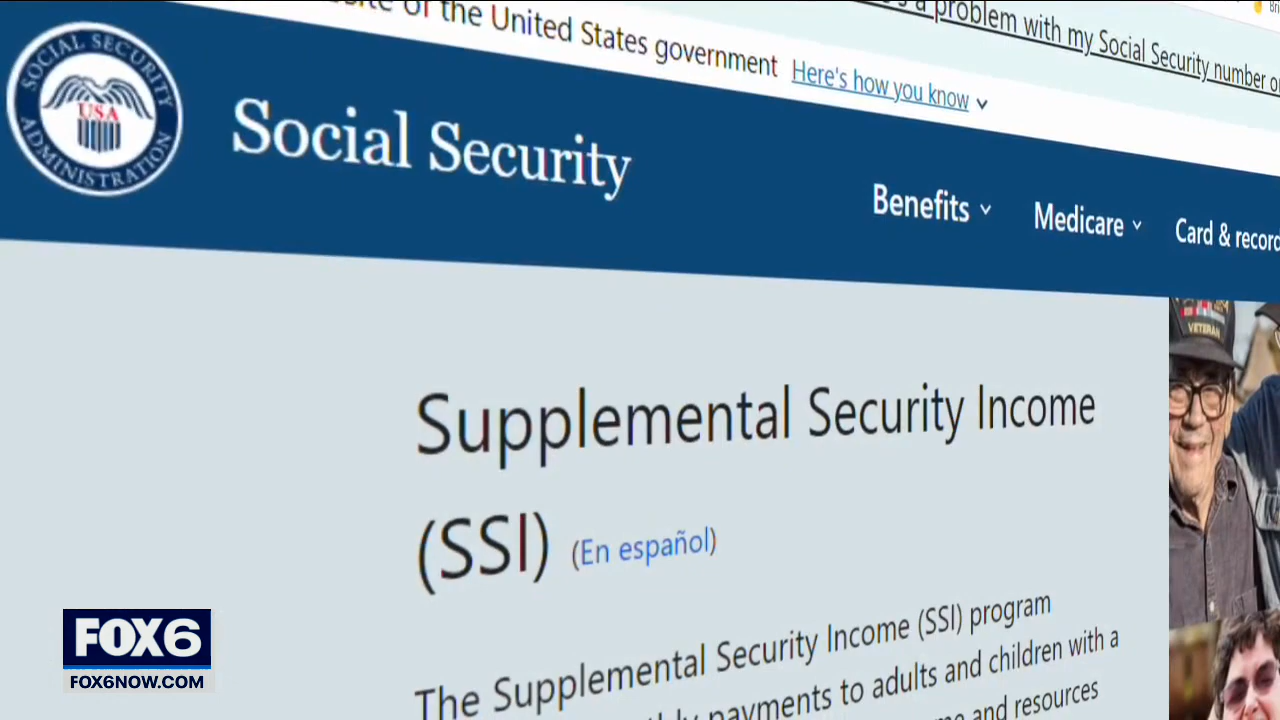 of the United States government Here's how you know
a problem with my Social Security number
SOCIAL SECURITY
USA
ADMINISTRATION
Social Security
Benefits
Medicare
Card &
VETERAN
Supplemental Security Income
(SSI) (En español)
The Supplemental Security Income (SSI) program
payments to adults and children with a
and resources
FOX6
FOX6NOW.COM